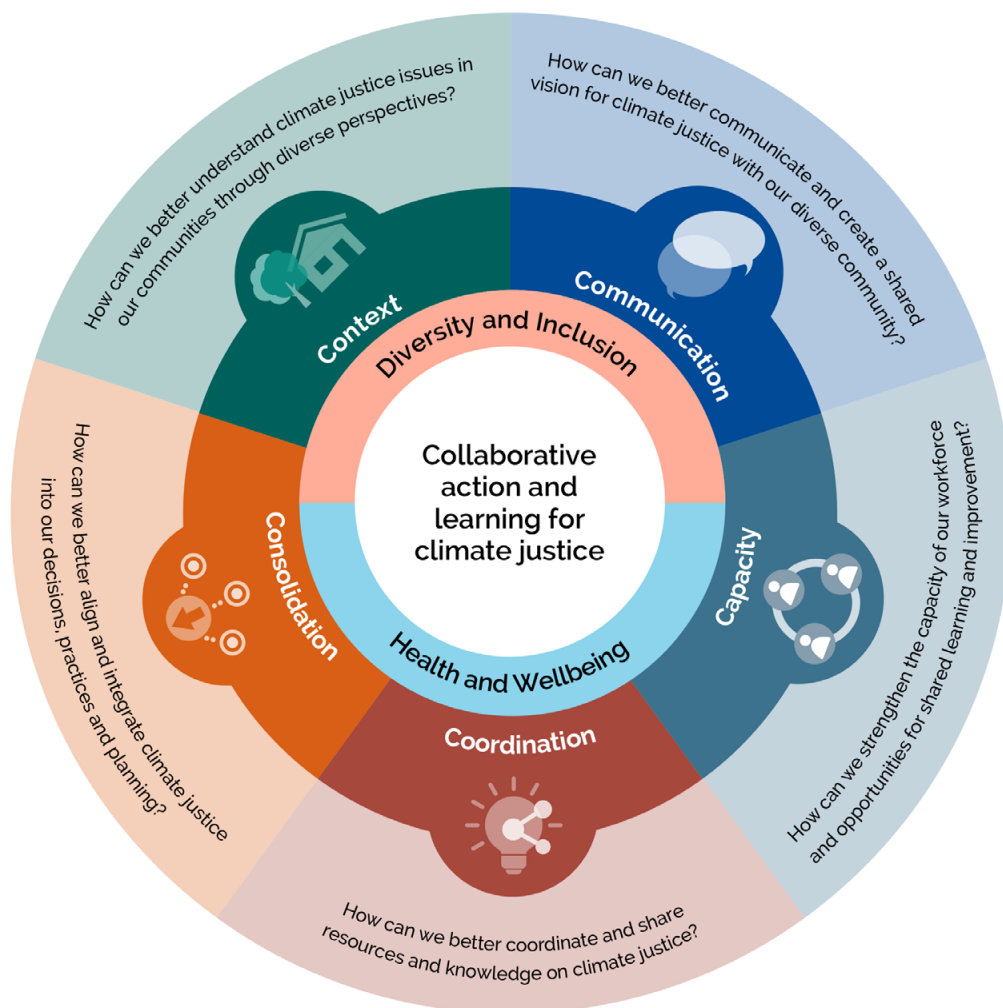 How can we better understand climate justice issues in
our communities through diverse perspectives?
Context
How can we better communicate and create a shared
vision for climate justice with our diverse community?
Communication
How can we strengthen the capacity of our workforce
and opportunities for shared learning and improvement?
Capacity
How can we better coordinate and share
resources and knowledge on climate justice?
Coordination
How can we better align and integrate climate justice
into our decisions, practices and planning?
Consolidation
Diversity and Inclusion
Health and Wellbeing
Collaborative
action and
learning for
climate justice